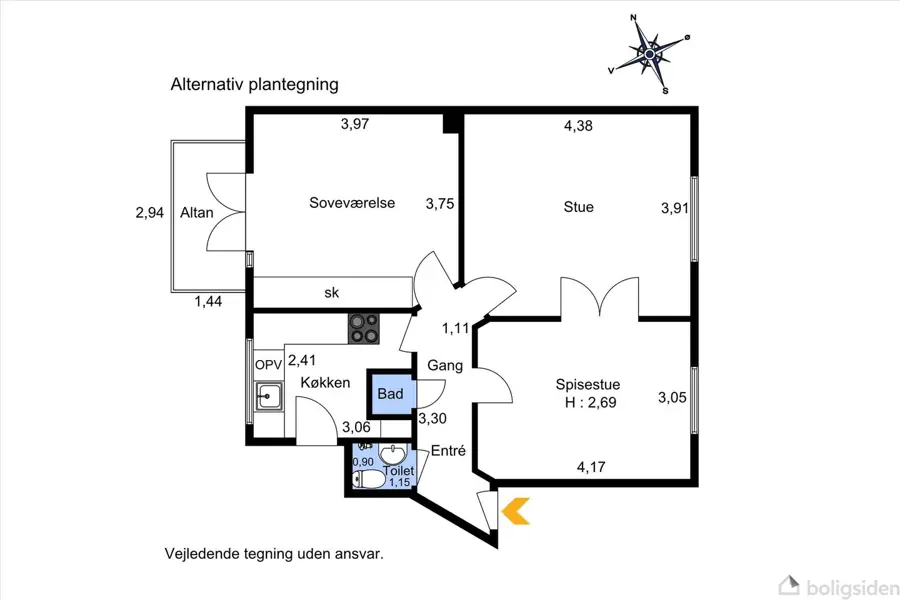 N
Ø
V
S
Alternativ plantegning
3,97
4,38
2,94
Altan
Soveværelse
3,75
Stue
3,91
1,44
sk
1,11
OPV
2,41
Køkken
Gang
Bad
Spisestue
H : 2,69
3,05
3,06
3,30
Entré
0,90
Toilet
1,15
4,17
Vejledende tegning uden ansvar.
boligsiden